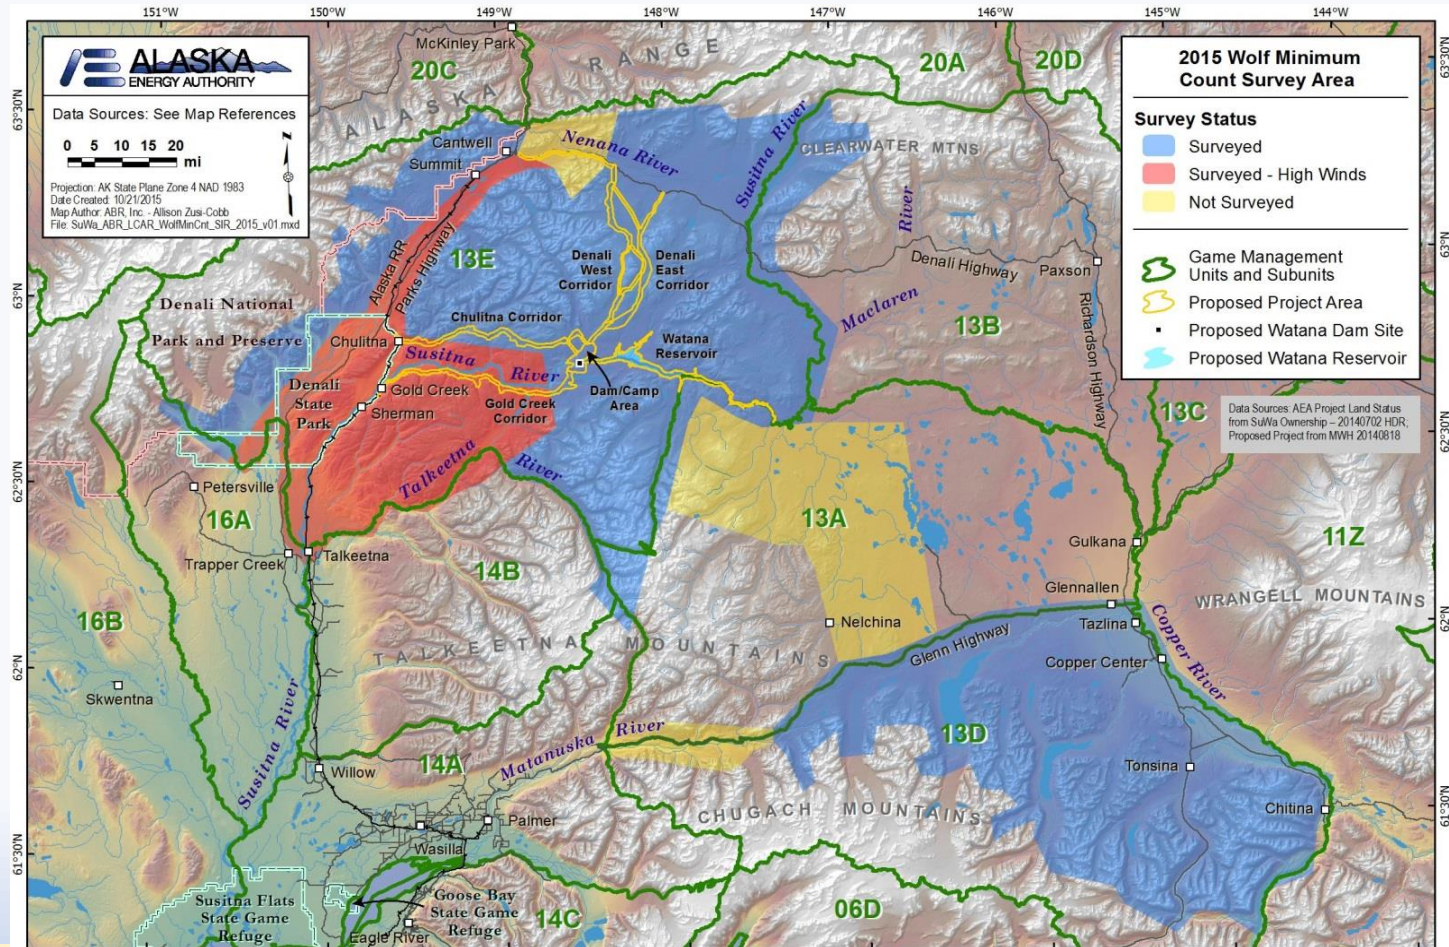 151°W
150°W
149°W
148°W
147°W
146°W
145°W
144°W
ALASKA
ENERGY AUTHORITY
Data Sources: See Map References
0 5 10 15 20
mi
N
Projection: AK State Plane Zone 4 NAD 1983
Date Created: 10/21/2015
Map Author: ABR, Inc. - Allison Zusi-Cobb
File: SuWa_ABR_LCAR_WolfMinCnt_SIR_2015_v01.mxd
2015 Wolf Minimum
Count Survey Area
Survey Status
Surveyed
Surveyed - High Winds
Not Surveyed
Game Management
Units and Subunits
Proposed Project Area
Proposed Watana Dam Site
Proposed Watana Reservoir
Data Sources: AEA Project Land Status
from SuWa Ownership – 20140702 HDR;
Proposed Project from MWH 20140818
McKinley Park
20C
ALASKA RANGE
20A
20D
63°30'N
63°30'N
Cantwell
Summit
Nenana River
Susitna River
CLEARWATER MTNS
River
Maclaren
13E
Alaska RR
Parks Highway
Denali
West
Corridor
Denali
East
Corridor
Denali Highway
Paxson
Richardson Highway
63°N
63°N
Denali National
Park and Preserve
Chulitna Corridor
Chulitna
Susitna
River
Watana
Reservoir
13B
Denali
State
Park
Gold Creek
Sherman
Gold Creek
Corridor
Dam/Camp
Area
13C
62°30'N
62°30'N
Talkeetna
River
Petersville
16A
Trapper Creek
Talkeetna
14B
13A
Gulkana
11Z
Glennallen
WRANGELL MOUNTAINS
16B
Nelchina
Tazlina
Glenn Highway
Copper Center
Copper River
TALKEETNA MOUNTAINS
62°N
62°N
Skwentna
Susitna River
Matanuska
River
13D
14A
Willow
Tonsina
Chitina
CHUGACH MOUNTAINS
Palmer
Wasilla
61°30'N
61°30'N
Susitna Flats
State Game
Refuge
Goose Bay
State Game
Refuge
Eagle River
14C
06D